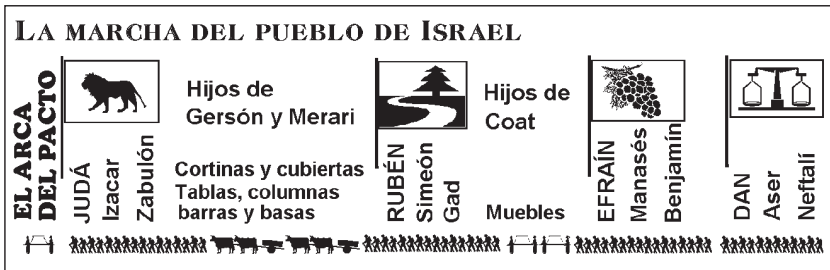 LA MARCHA DEL PUEBLO DE ISRAEL
EL ARCA
DEL PACTO
JUDÁ
Izacar
Zabulón
Hijos de
Gersón y Merari
Cortinas y cubiertas
Tablas, columnas
barras y basas
RUBÉN
Simeón
Gad
Hijos de
Coat
Muebles
EFRAÍN
Manasés
Benjamín
DAN
Aser
Neftalí